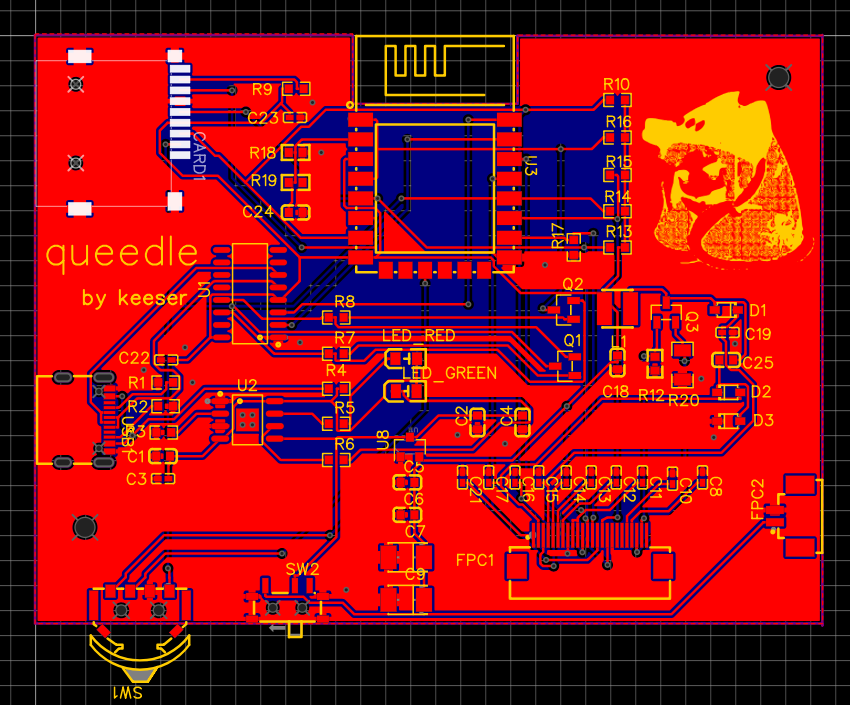 R10
R9
R16
C23
CARD1
R18
U3
R15
R19
R14
C24
R13
R17
queedle
by keeser
U1
Q2
R8
D1
LED_RED
Q3
C19
R7
Q1
L1
C22
R4
LED_GREEN
C25
R1
U2
C18
R12
R20
D2
R2
R5
C2
C4
D3
R3
USB1
U8
R6
C1
C5
C3
C21
C17
C16
C15
C14
C13
C12
C11
C10
C8
C6
FPC2
C7
FPC1
SW2
C9
SW1